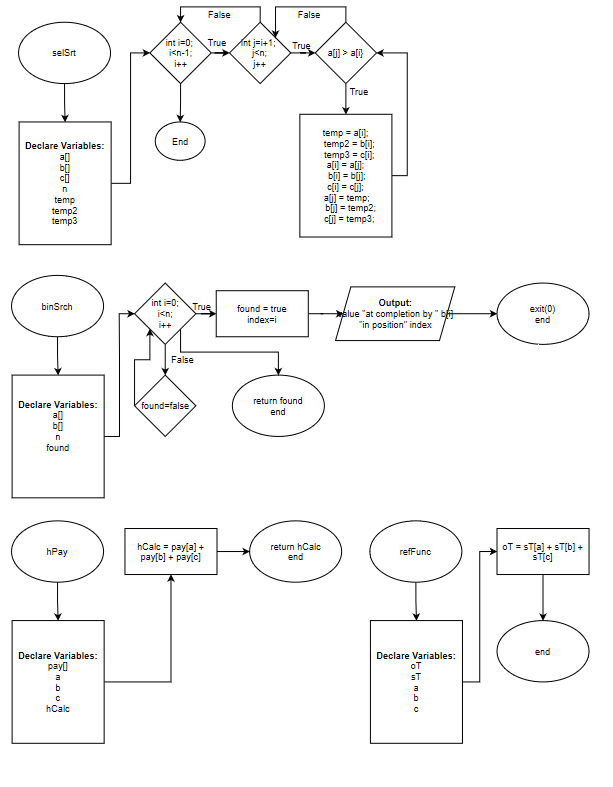 selSrt
Declare Variables:
a[]
b[]
c[]
n
temp
temp2
temp3
int i=0;
i<n-1;
i++
True
False
End
int j=i+1;
j<n;
j++
True
False
a[j] > a[i}
True
temp = a[i];
temp2 = b[i];
temp3 = c[i];
a[i] = a[j];
b[i] = b[j];
c[i] = c[j];
a[j] = temp;
b[j] = temp2;
c[j] = temp3;
binSrch
Declare Variables:
a[]
b[]
n
found
int i=0;
i<n;
i++
True
False
found=false
found = true
index=i
Output:
value "at completion by " b[i]
"in position" index
exit(0)
end
return found
end
hPay
Declare Variables:
pay[]
a
b
c
hCalc
hCalc = pay[a] +
pay[b] + pay[c]
return hCalc
end
refFunc
Declare Variables:
oT
sT
a
b
c
oT = sT[a] + sT[b] +
sT[c]
end